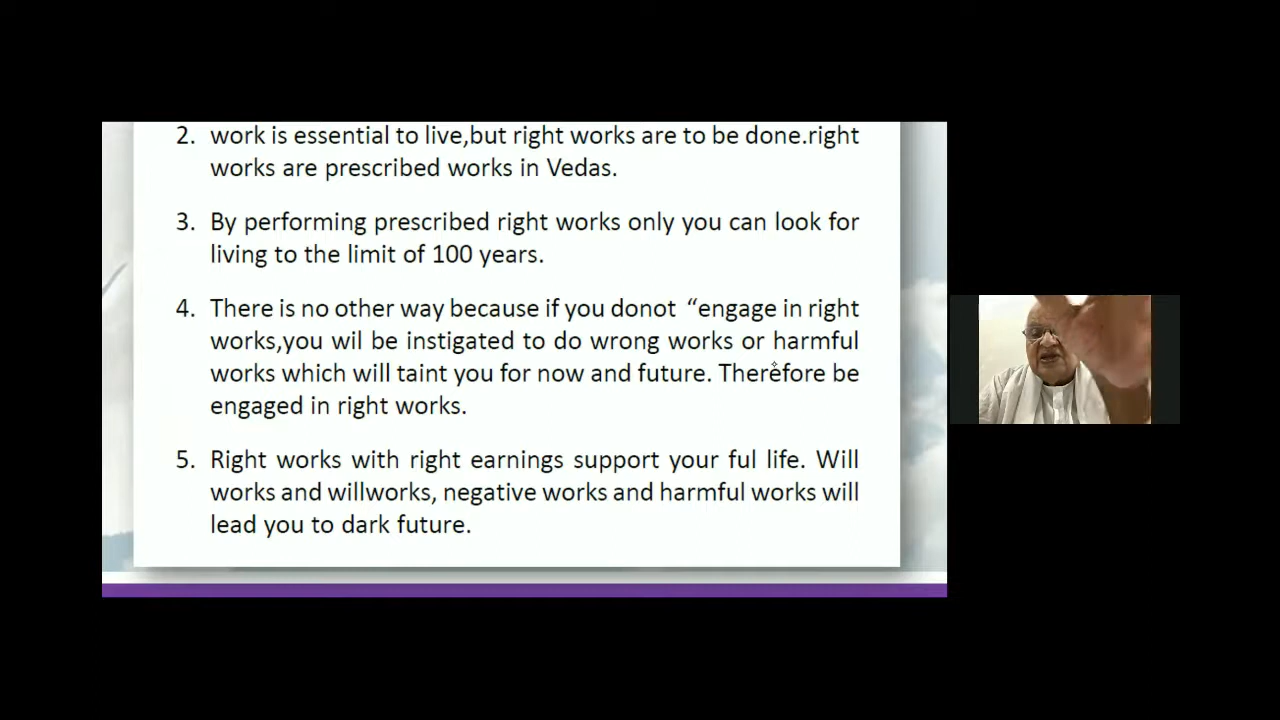 2. work is essential to live,but right works are to be done.right
works are prescribed works in Vedas.
3. By performing prescribed right works only you can look for
living to the limit of 100 years.
4. There is no other way because if you donot “engage in right
works,you wil be instigated to do wrong works or harmful
works which will taint you for now and future. Therefore be
engaged in right works.
5. Right works with right earnings support your ful life. Will
works and willworks, negative works and harmful works will
lead you to dark future.